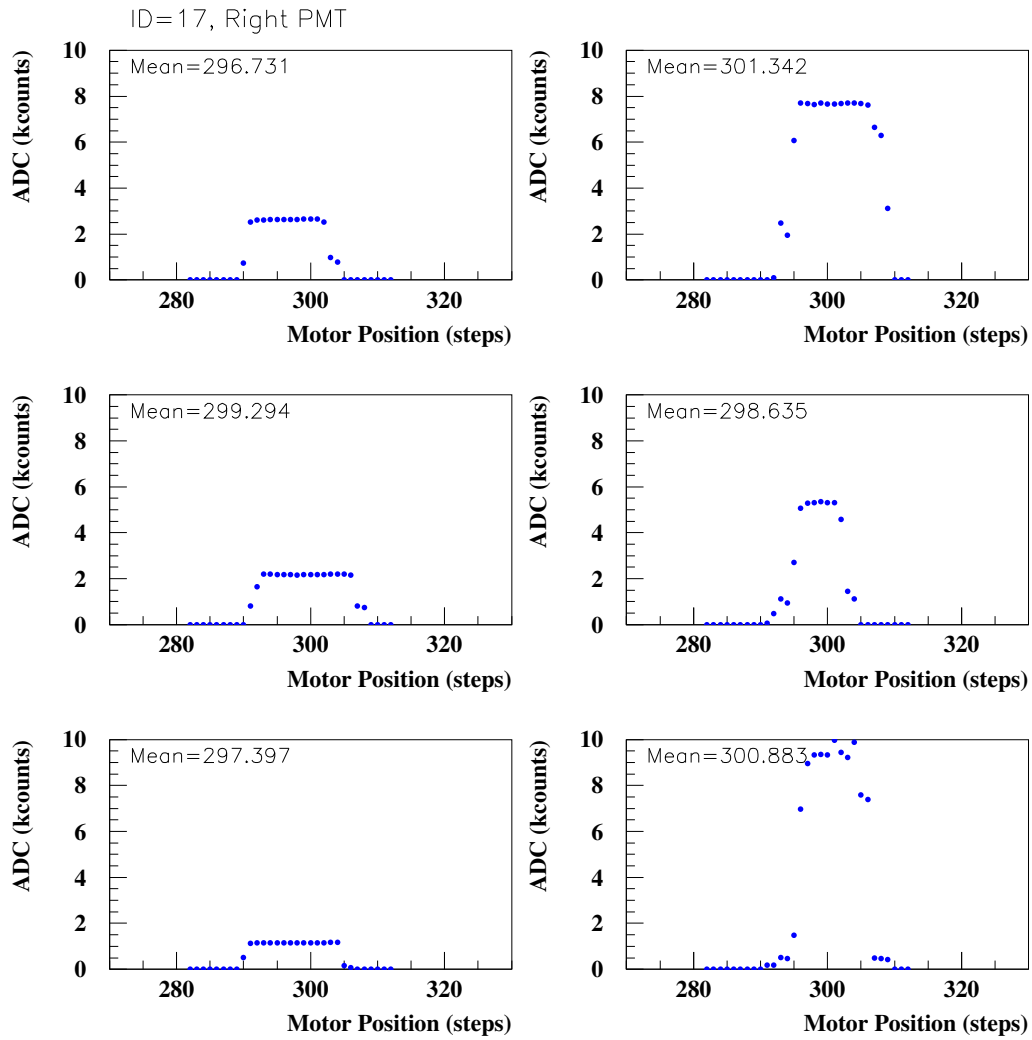 ID=17, Right PMT
ADC (kcounts)
10
8
6
4
2
0
Mean=296.731
280
300
320
Motor Position (steps)
ADC (kcounts)
10
8
6
4
2
0
Mean=301.342
280
300
320
Motor Position (steps)
ADC (kcounts)
10
8
6
4
2
0
Mean=299.294
280
300
320
Motor Position (steps)
ADC (kcounts)
10
8
6
4
2
0
Mean=298.635
280
300
320
Motor Position (steps)
ADC (kcounts)
10
8
6
4
2
0
Mean=297.397
280
300
320
Motor Position (steps)
ADC (kcounts)
10
8
6
4
2
0
Mean=300.883
280
300
320
Motor Position (steps)